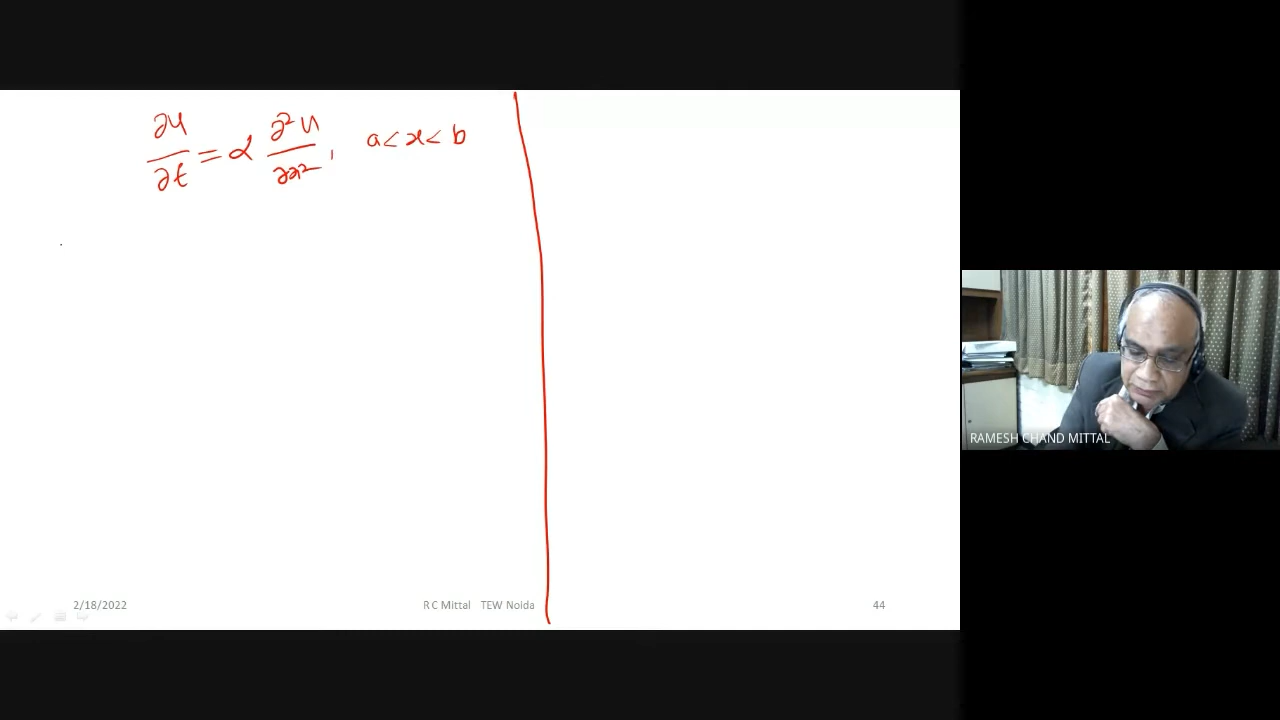 ∂u/∂t = α ∂²u/∂x², a < x < b
RAMESH CHAND MITTAL
2/18/2022 R C Mittal TEW Noida 44